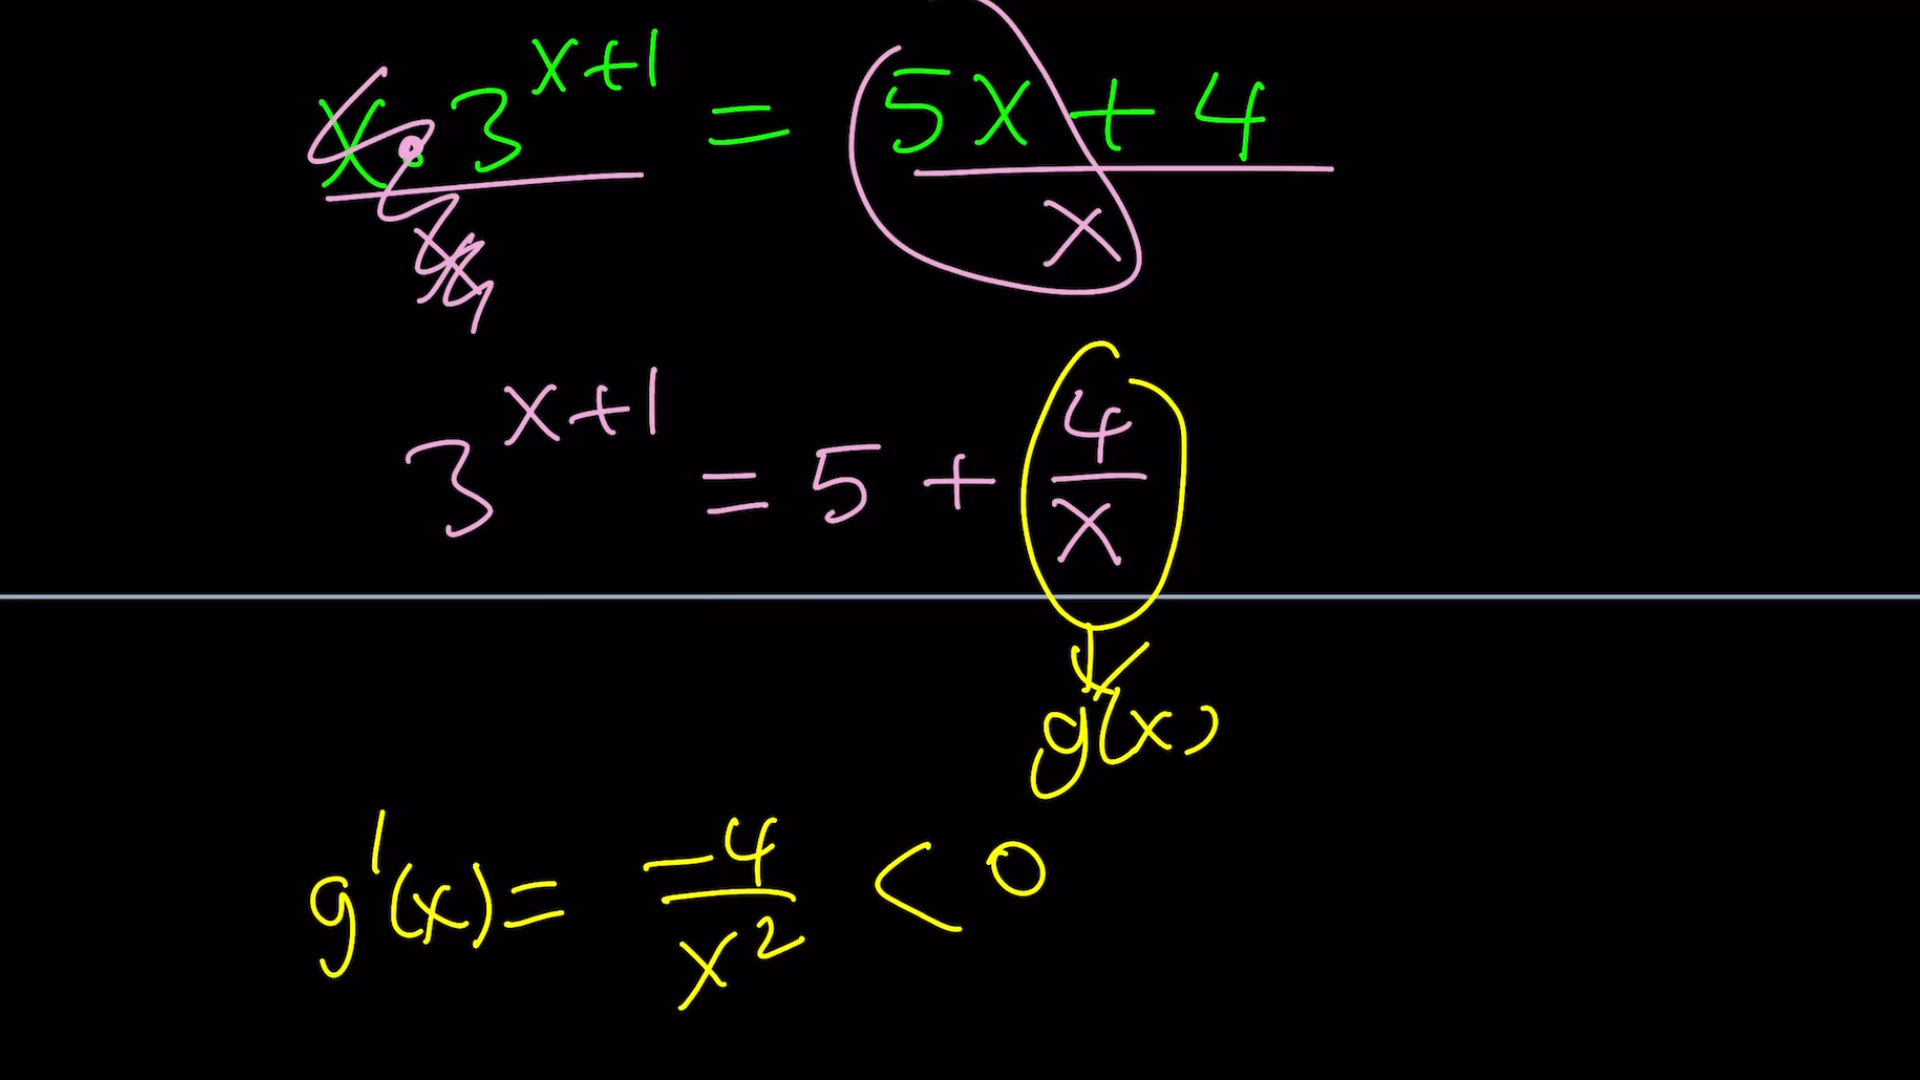 x • 3^(x+1) / x = (5x + 4) / x
3^(x+1) = 5 + 4/x
g(x)
g'(x) = -4/x² < 0